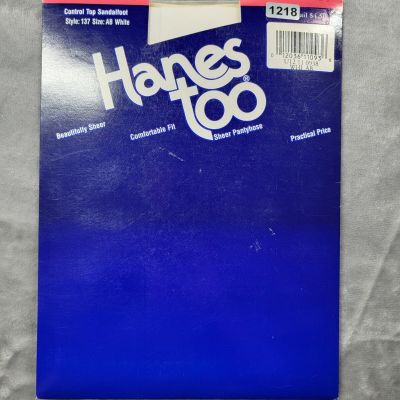 Control Top Sandalfoot
Style: 137 Size: AB White
1218
Hanes
too
®
Beautifully Sheer
Comfortable Fit
Sheer Pantyhose
Practical Price